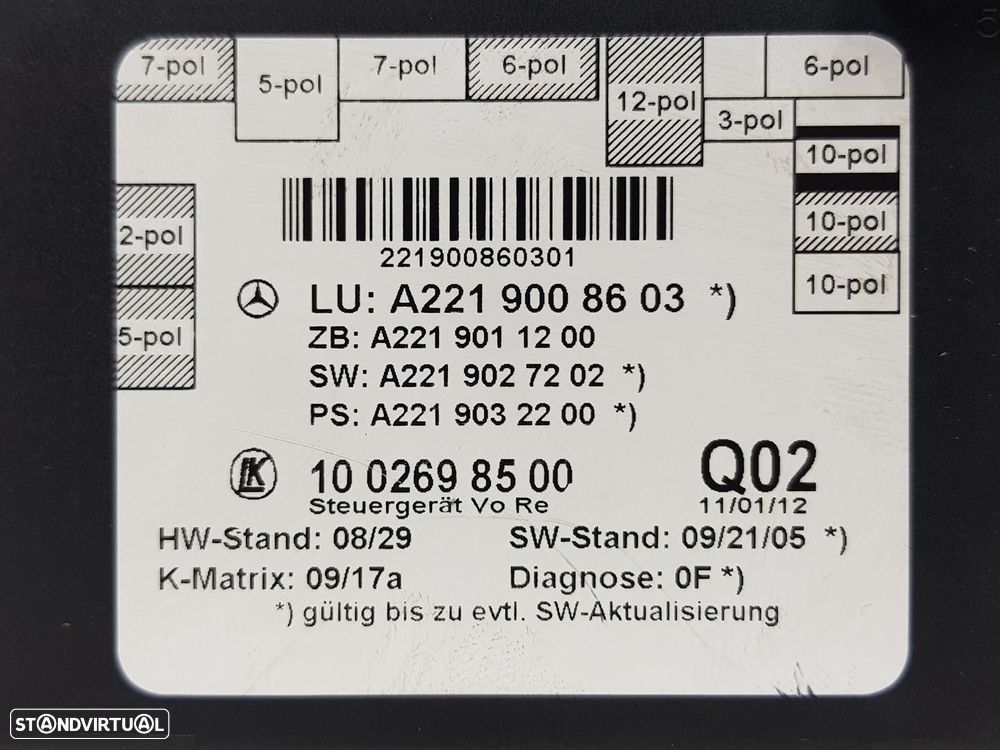 7-pol
5-pol
7-pol
6-pol
12-pol
3-pol
6-pol
10-pol
10-pol
10-pol
2-pol
5-pol
221900860301
LU: A221 900 86 03 *)
ZB: A221 901 12 00
SW: A221 902 72 02 *)
PS: A221 903 22 00 *)
LK 10 0269 85 00 Q02
Steuergerät Vo Re 11/01/12
HW-Stand: 08/29 SW-Stand: 09/21/05 *)
K-Matrix: 09/17a Diagnose: 0F *)
*) gültig bis zu evtl. SW-Aktualisierung
STANDVIRTUAL